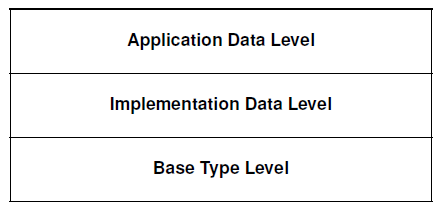 Application Data Level
Implementation Data Level
Base Type Level